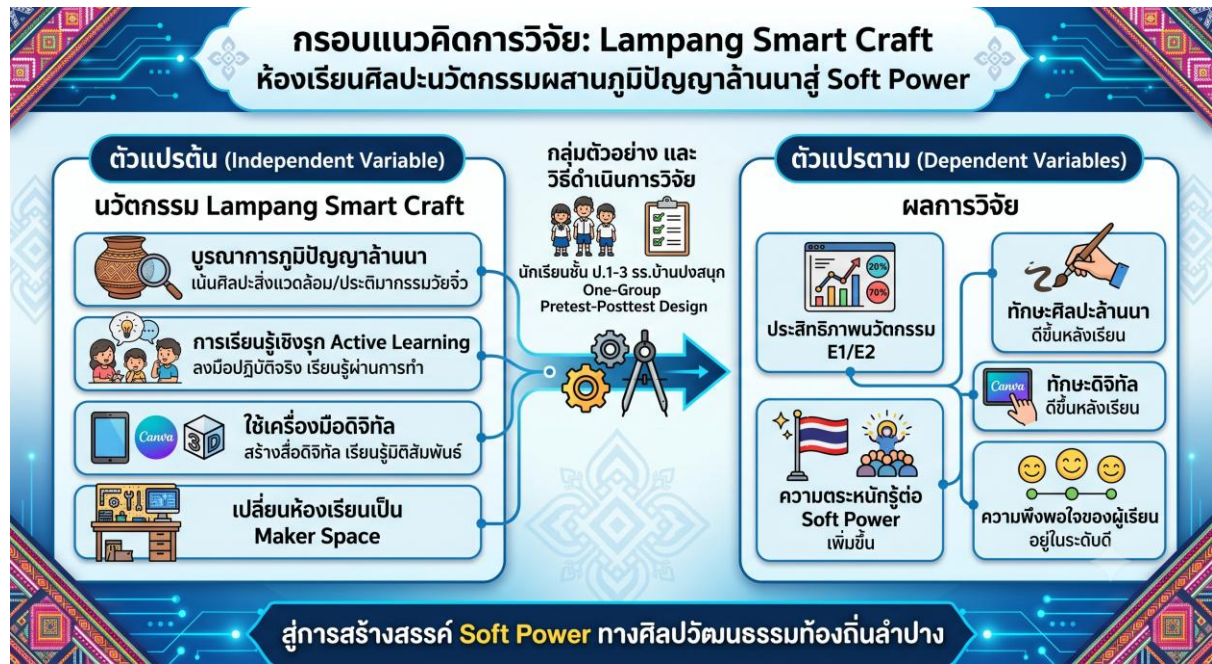 กรอบแนวคิดการวิจัย: Lampang Smart Craft
ห้องเรียนศิลปะนวัตกรรมผสานภูมิปัญญาล้านนาสู่ Soft Power
ตัวแปรต้น (Independent Variable)
นวัตกรรม Lampang Smart Craft
บูรณาการภูมิปัญญาล้านนา
เน้นศิลปะสิ่งแวดล้อม/ประติมากรรมวัยจิ๋ว
การเรียนรู้เชิงรุก Active Learning
ลงมือปฏิบัติจริง เรียนรู้ผ่านการทำ
Canva
3D
ใช้เครื่องมือดิจิทัล
สร้างสื่อดิจิทัล เรียนรู้มิติสัมพันธ์
เปลี่ยนห้องเรียนเป็น
Maker Space
กลุ่มตัวอย่าง และ
วิธีดำเนินการวิจัย
นักเรียนชั้น ป.1-3 รร.บ้านปงสนุก
One-Group
Pretest-Posttest Design
ตัวแปรตาม (Dependent Variables)
ผลการวิจัย
20%
70%
ประสิทธิภาพนวัตกรรม
E1/E2
ทักษะศิลปะล้านนา
ดีขึ้นหลังเรียน
Canva
ทักษะดิจิทัล
ดีขึ้นหลังเรียน
ความตระหนักรู้ต่อ
Soft Power
เพิ่มขึ้น
ความพึงพอใจของผู้เรียน
อยู่ในระดับดี
สู่การสร้างสรรค์ Soft Power ทางศิลปวัฒนธรรมท้องถิ่นลำปาง